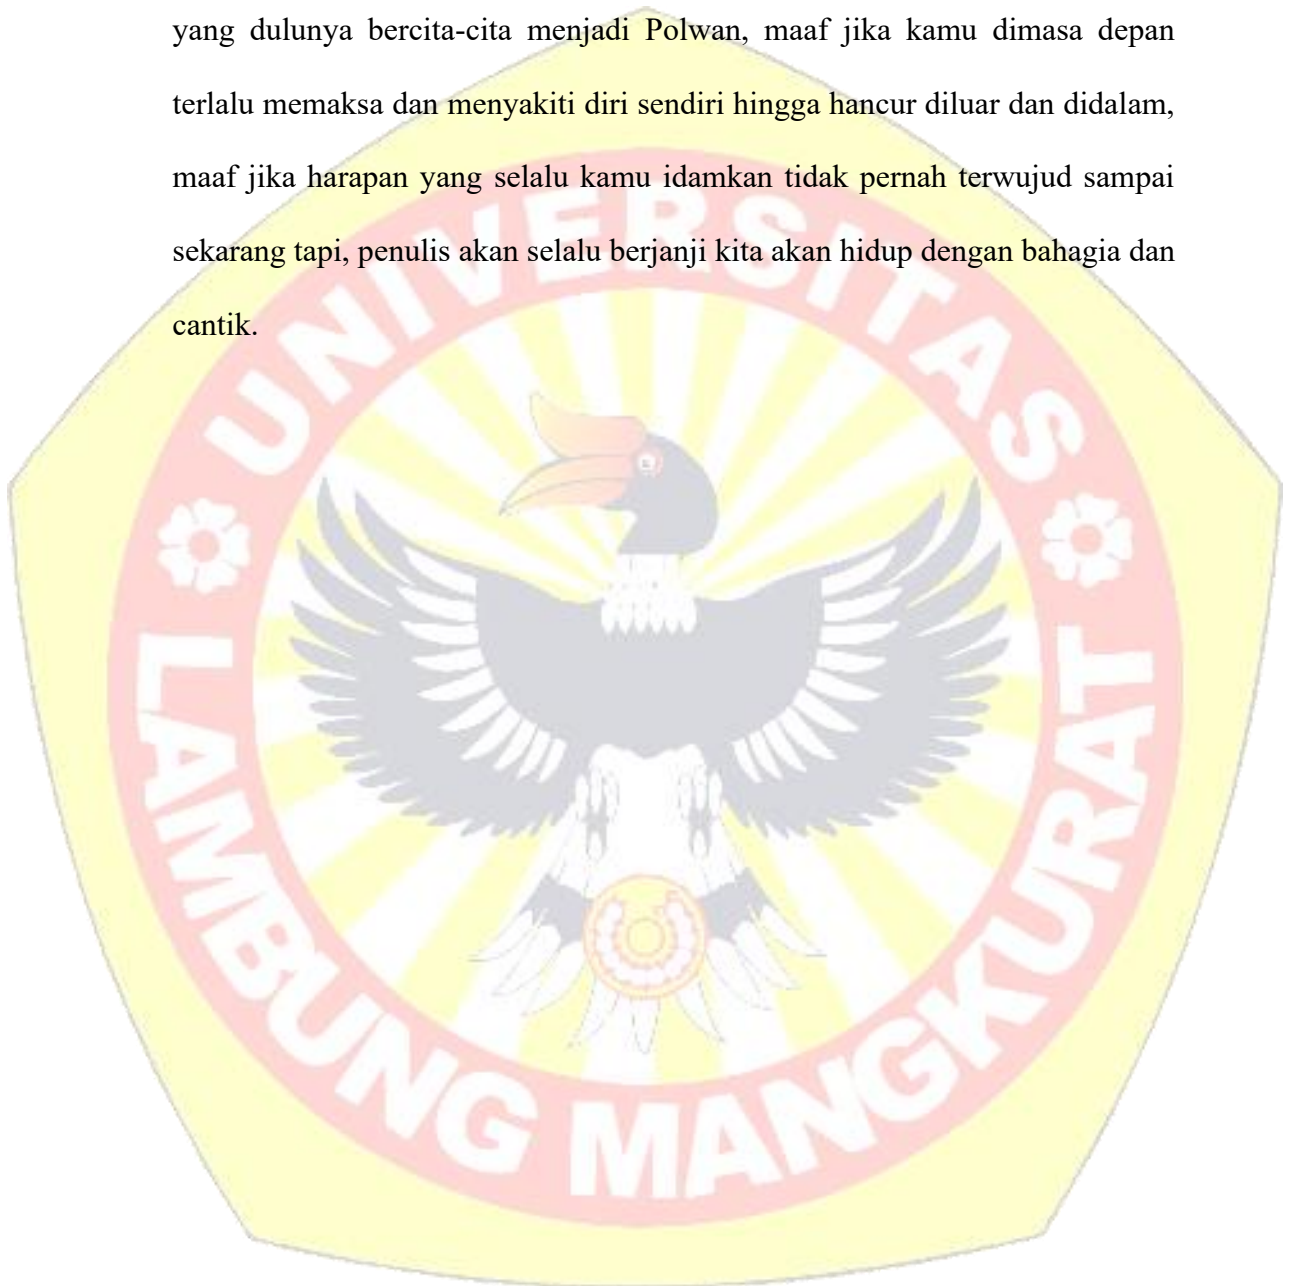 yang dulunya bercita-cita menjadi Polwan, maaf jika kamu dimasa depan
terlalu memaksa dan menyakiti diri sendiri hingga hancur diluar dan didalam,
maaf jika harapan yang selalu kamu idamkan tidak pernah terwujud sampai
sekarang tapi, penulis akan selalu berjanji kita akan hidup dengan bahagia dan
cantik.
UNIVERSITAS
LAMBUNG MANGKURAT